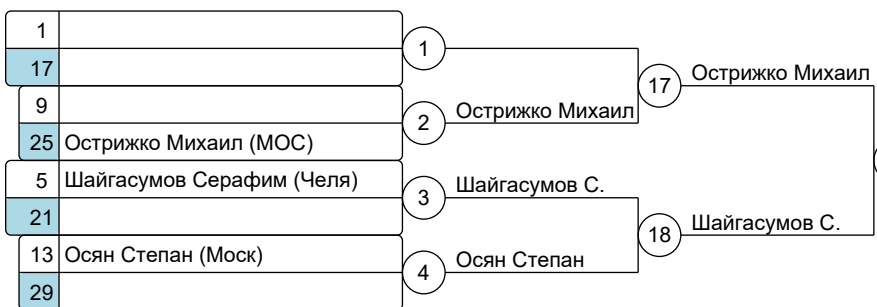 1
17
1
9
25 Острижко Михаил (МОС)
2
Острижко Михаил
17
Острижко Михаил
5 Шайгасумов Серафим (Челя)
21
3
Шайгасумов С.
13 Осян Степан (Моск)
29
4
Осян Степан
18
Шайгасумов С.